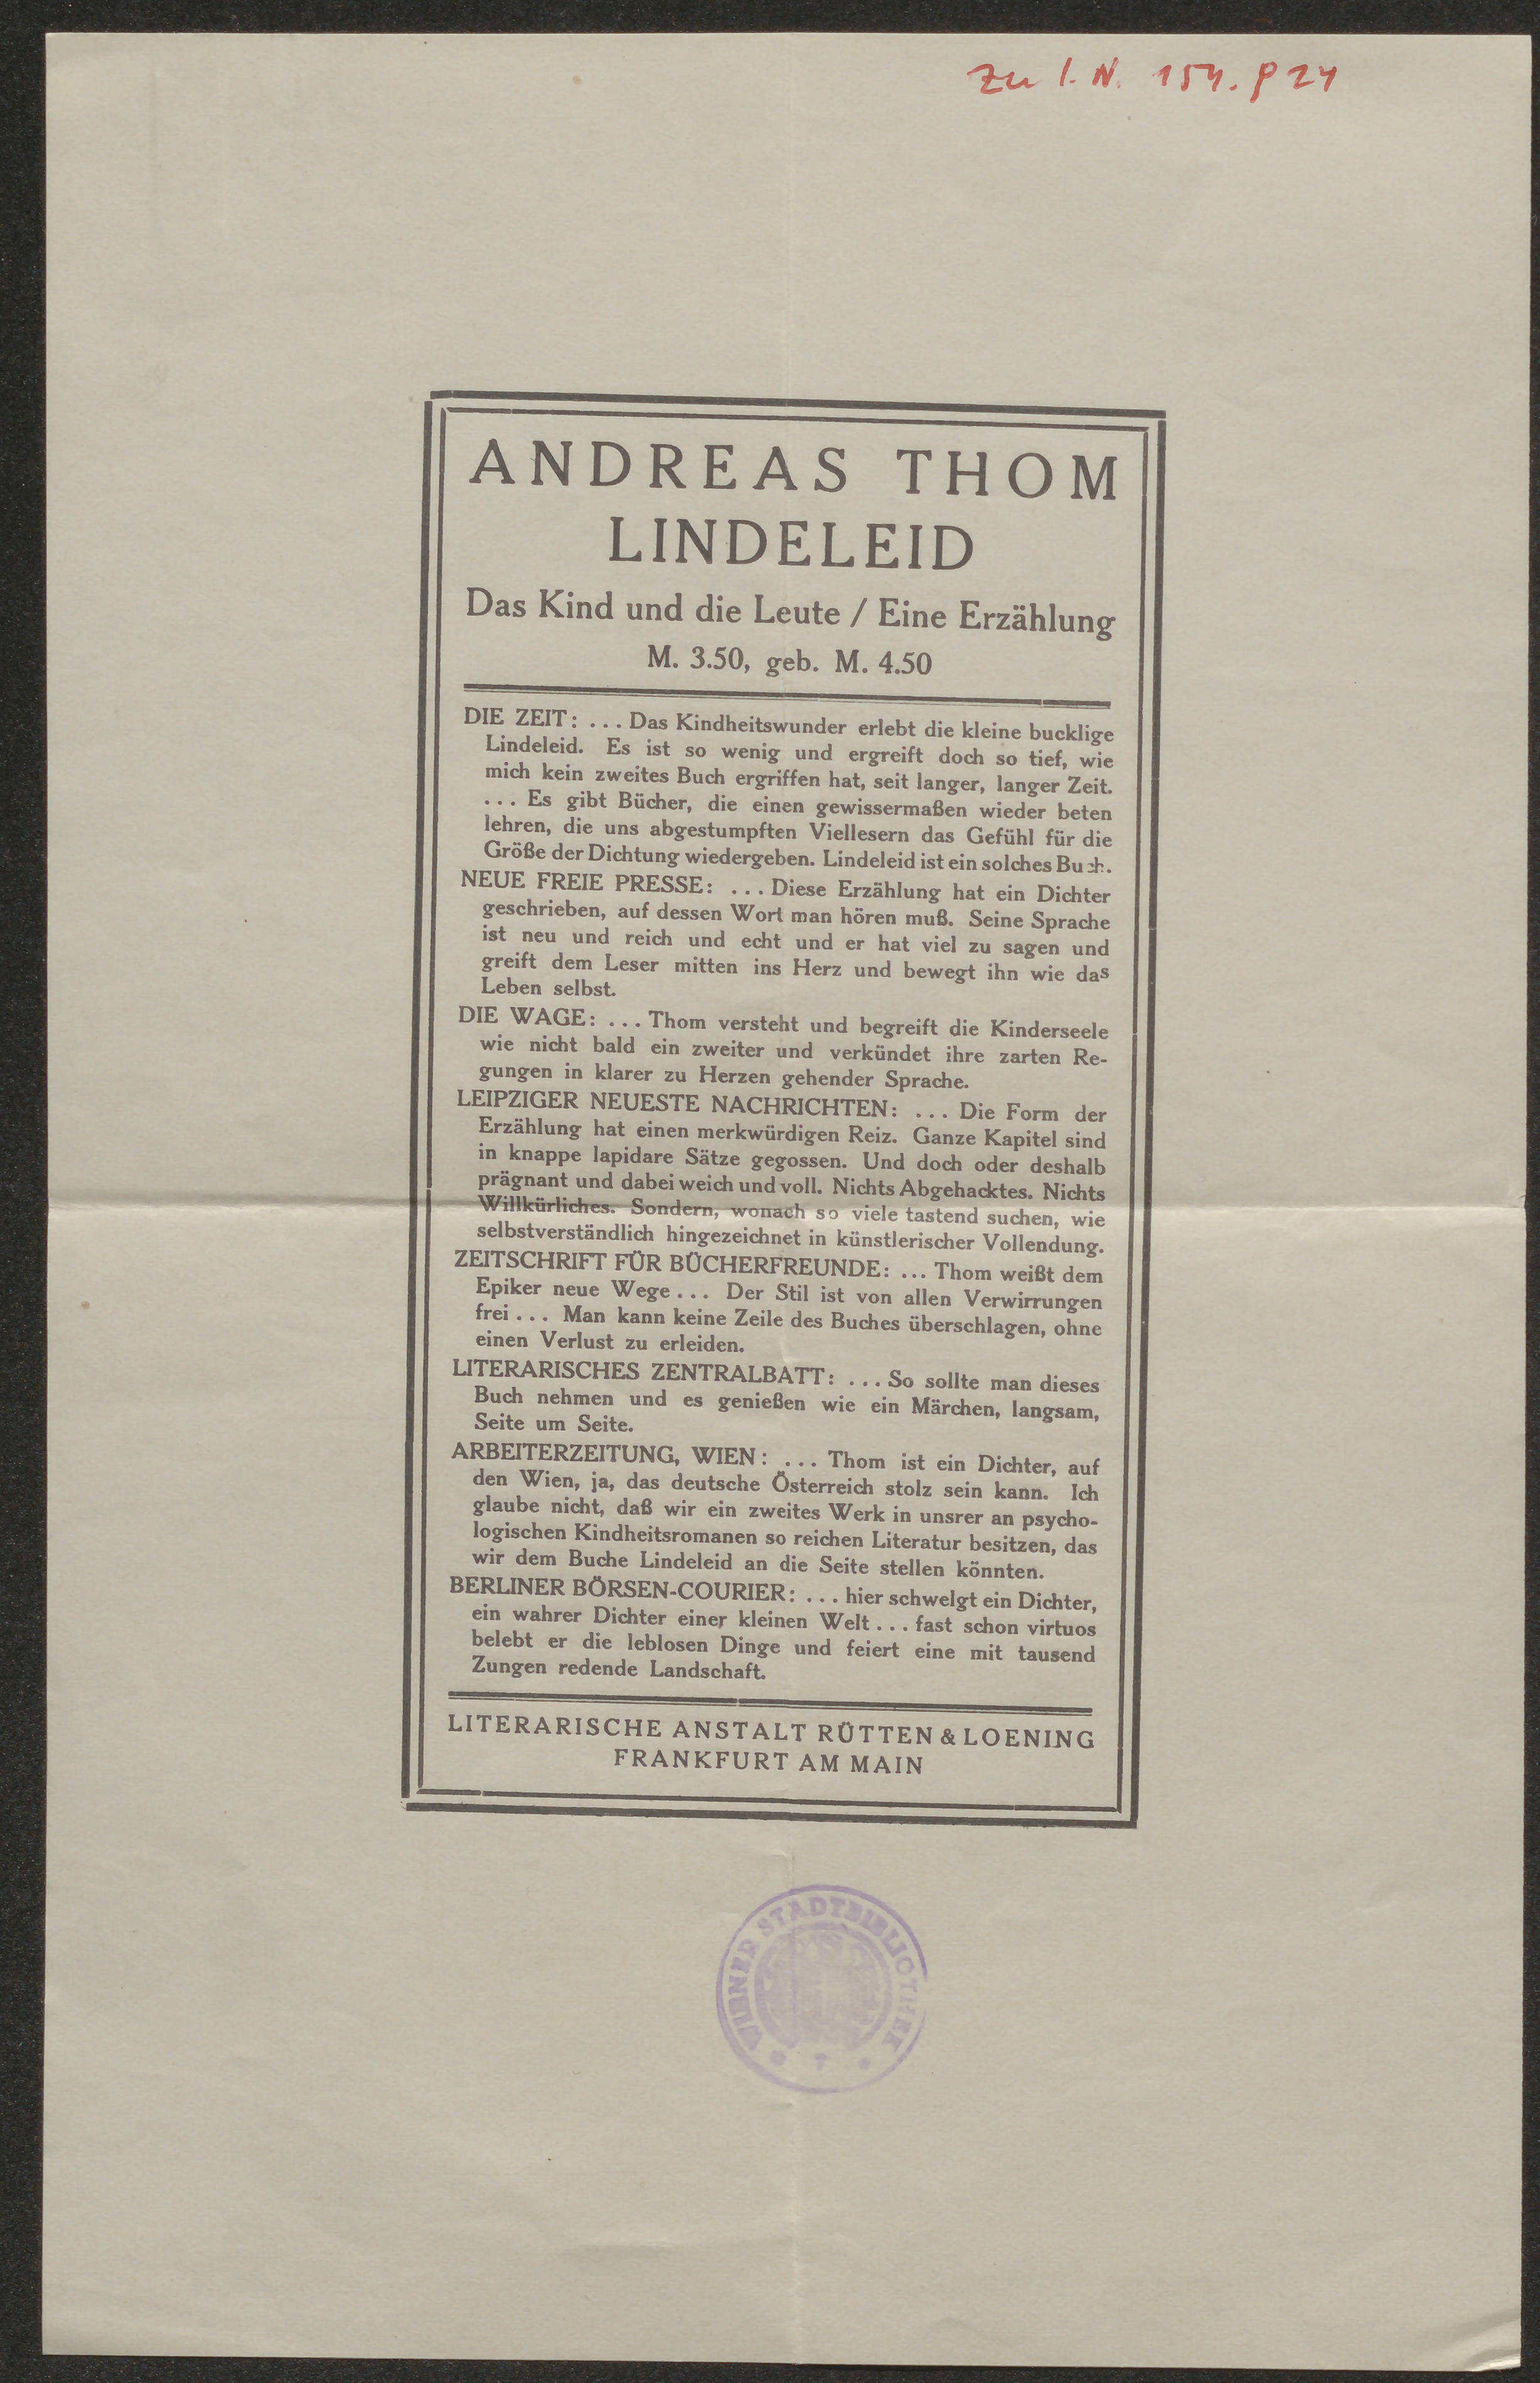 Zu I. N. 154.824
ANDREAS THOM
LINDELEID
Das Kind und die Leute / Eine Erzählung
M. 3.50, geb. M. 4.50
DIE ZEIT: ... Das Kindheitswunder erlebt die kleine bucklige
Lindeleid. Es ist so wenig und ergreift doch so tief, wie
mich kein zweites Buch ergriffen hat, seit langer, langer Zeit.
... Es gibt Bücher, die einen gewissermaßen wieder beten
lehren, die uns abgestumpften Viellesern das Gefühl für die
Größe der Dichtung wiedergeben. Lindeleid ist ein solches Buch.
NEUE FREIE PRESSE: ... Diese Erzählung hat ein Dichter
geschrieben, auf dessen Wort man hören muß. Seine Sprache
ist neu und reich und echt und er hat viel zu sagen und
greift dem Leser mitten ins Herz und bewegt ihn wie das
Leben selbst.
DIE WAGE: ... Thom versteht und begreift die Kinderseele
wie nicht bald ein zweiter und verkündet ihre zarten Re-
gungen in klarer zu Herzen gehender Sprache.
LEIPZIGER NEUESTE NACHRICHTEN: ... Die Form der
Erzählung hat einen merkwürdigen Reiz. Ganze Kapitel sind
in knappe lapidare Sätze gegossen. Und doch oder deshalb
prägnant und dabei weich und voll. Nichts Abgehacktes. Nichts
Willkürliches. Sondern, wonach so viele tastend suchen, wie
selbstverständlich hingezeichnet in künstlerischer Vollendung.
ZEITSCHRIFT FÜR BÜCHERFREUNDE: ... Thom weißt dem
Epiker neue Wege... Der Stil ist von allen Verwirrungen
frei... Man kann keine Zeile des Buches überschlagen, ohne
einen Verlust zu erleiden.
LITERARISCHES ZENTRALBATT: ... So sollte man dieses
Buch nehmen und es genießen wie ein Märchen, langsam,
Seite um Seite.
ARBEITERZEITUNG, WIEN: ... Thom ist ein Dichter, auf
den Wien, ja, das deutsche Österreich stolz sein kann. Ich
glaube nicht, daß wir ein zweites Werk in unsrer an psycho-
logischen Kindheitsromanen so reichen Literatur besitzen, das
wir dem Buche Lindeleid an die Seite stellen könnten.
BERLINER BÖRSEN-COURIER: ... hier schwelgt ein Dichter,
ein wahrer Dichter einer kleinen Welt... fast schon virtuos
belebt er die leblosen Dinge und feiert eine mit tausend
Zungen redende Landschaft.
LITERARISCHE ANSTALT RÜTTEN & LOENING
FRANKFURT AM MAIN
WIENER STADTBIBLIOTHEK
T